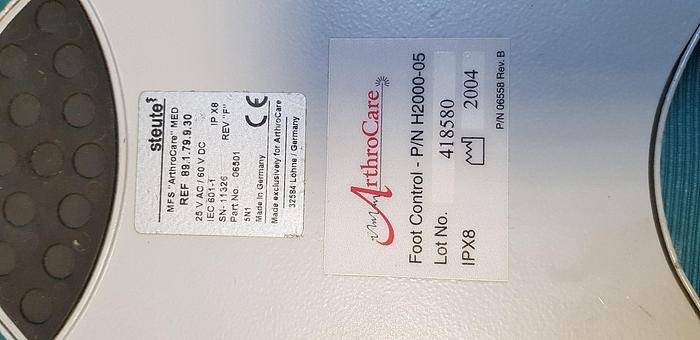 steute
MFS "ArthroCare" MED
REF 89.1.79.9.30
25 V AC / 60 V DC
IEC 601-1 IP X8
SN- 11326 REV "F"
Part No. 06501
5N1
Made in Germany CE
Made exclusively for ArthroCare
32584 Löhne / Germany
ArthroCare
Foot Control - P/N H2000-05
Lot No. 418580
IPX8 2004
P/N 06558 Rev. B